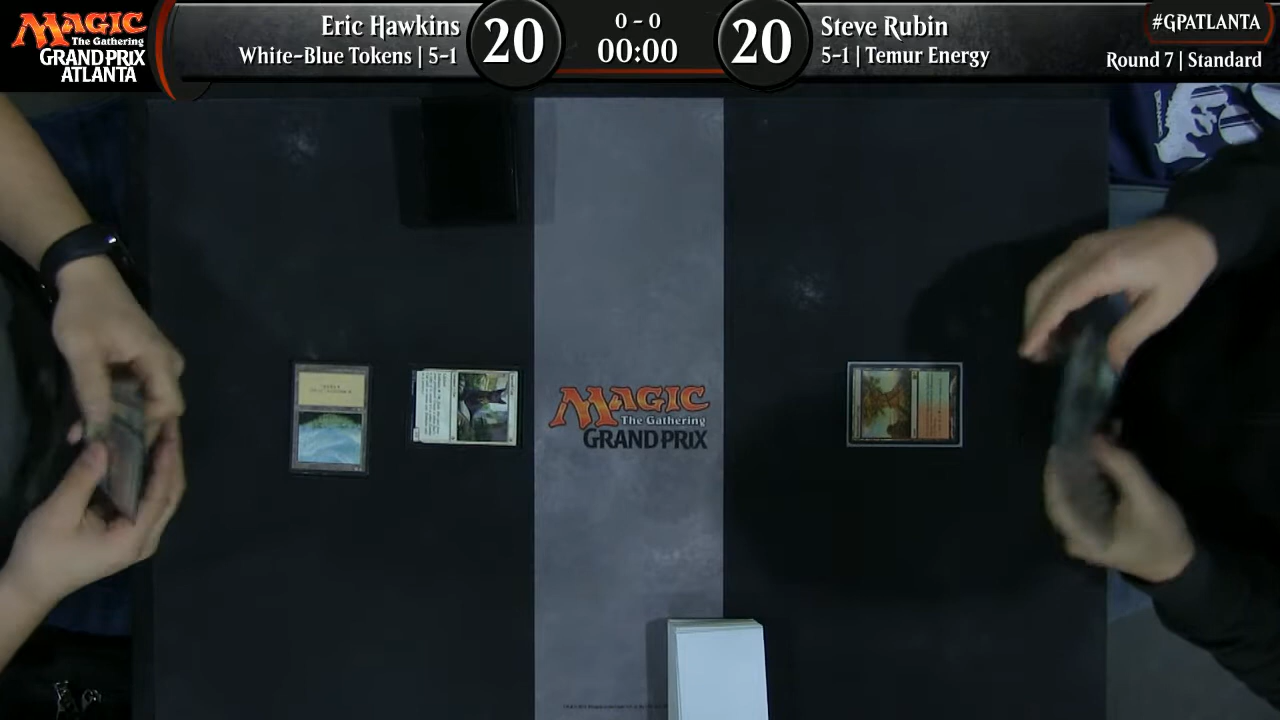 MAGIC
The Gathering
GRAND PRIX
ATLANTA
Eric Hawkins
White-Blue Tokens | 5-1
20
0 - 0
00:00
20
Steve Rubin
5-1 | Temur Energy
#GPATLANTA
Round 7 | Standard
MAGIC
The Gathering
GRAND PRIX